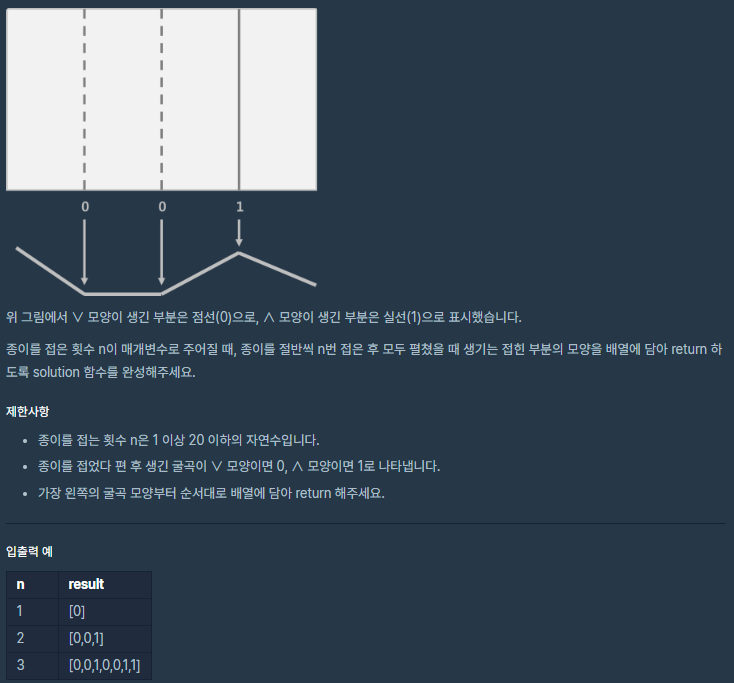 0 0 1
위 그림에서 ∨ 모양이 생긴 부분은 점선(0)으로, ∧ 모양이 생긴 부분은 실선(1)으로 표시했습니다.
종이를 접은 횟수 n이 매개변수로 주어질 때, 종이를 절반씩 n번 접은 후 모두 펼쳤을 때 생기는 접힌 부분의 모양을 배열에 담아 return 하
도록 solution 함수를 완성해주세요.
제한사항
• 종이를 접는 횟수 n은 1 이상 20 이하의 자연수입니다.
• 종이를 접었다 편 후 생긴 굴곡이 ∨ 모양이면 0, ∧ 모양이면 1로 나타냅니다.
• 가장 왼쪽의 굴곡 모양부터 순서대로 배열에 담아 return 해주세요.
입출력 예
n result
1 [0]
2 [0,0,1]
3 [0,0,1,0,0,1,1]